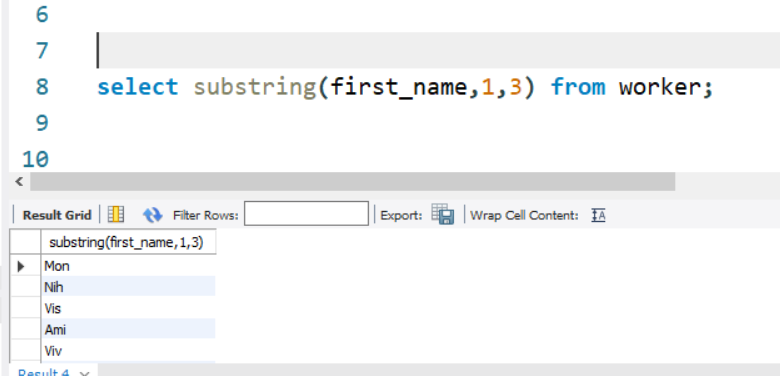 6
7
8 select substring(first_name,1,3) from worker;
9
10
Result Grid Filter Rows: Export: Wrap Cell Content: IA
substring(first_name,1,3)
Mon
Nih
Vis
Ami
Viv
Result 4